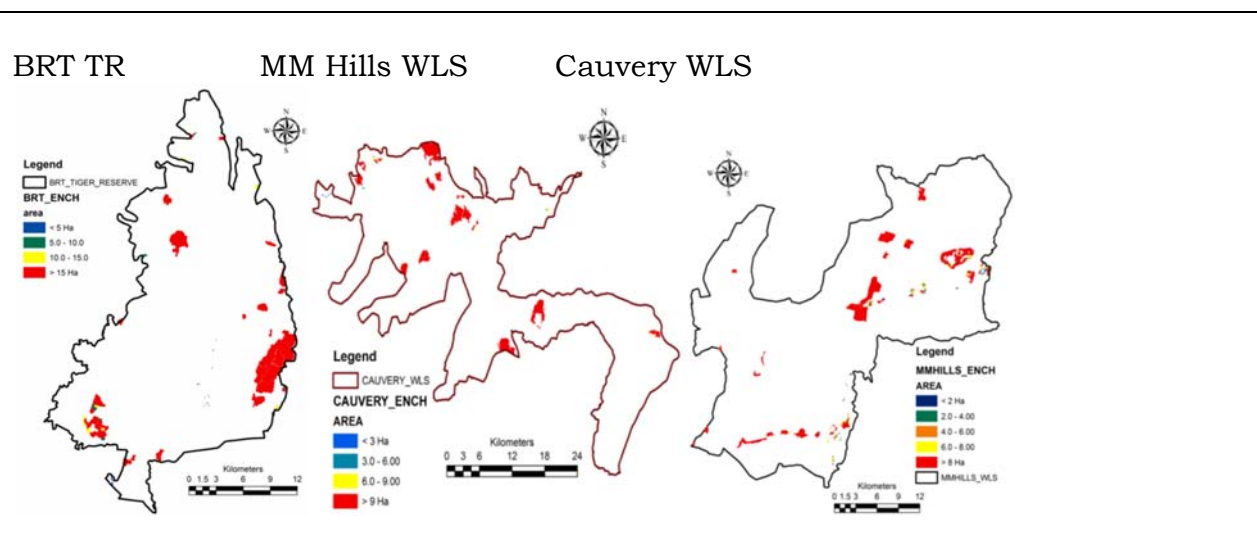 BRT TR MM Hills WLS Cauvery WLS
N
W E
S
Legend
BRT_TIGER_RESERVE
BRT_ENCH
area
< 5 Ha
5.0 - 10.0
10.0 - 15.0
> 15 Ha
Kilometers
0 1.5 3 6 9 12
N
W E
S
Legend
CAUVERY_WLS
CAUVERY_ENCH
AREA
< 3 Ha
3.0 - 6.00
6.0 - 9.00
> 9 Ha
Kilometers
0 3 6 12 18 24
N
W E
S
Legend
MMHILLS_ENCH
AREA
< 2 Ha
2.0 - 4.00
4.0 - 6.00
6.0 - 8.00
> 8 Ha
MMHILLS_WLS
Kilometers
0 1.5 3 6 9 12